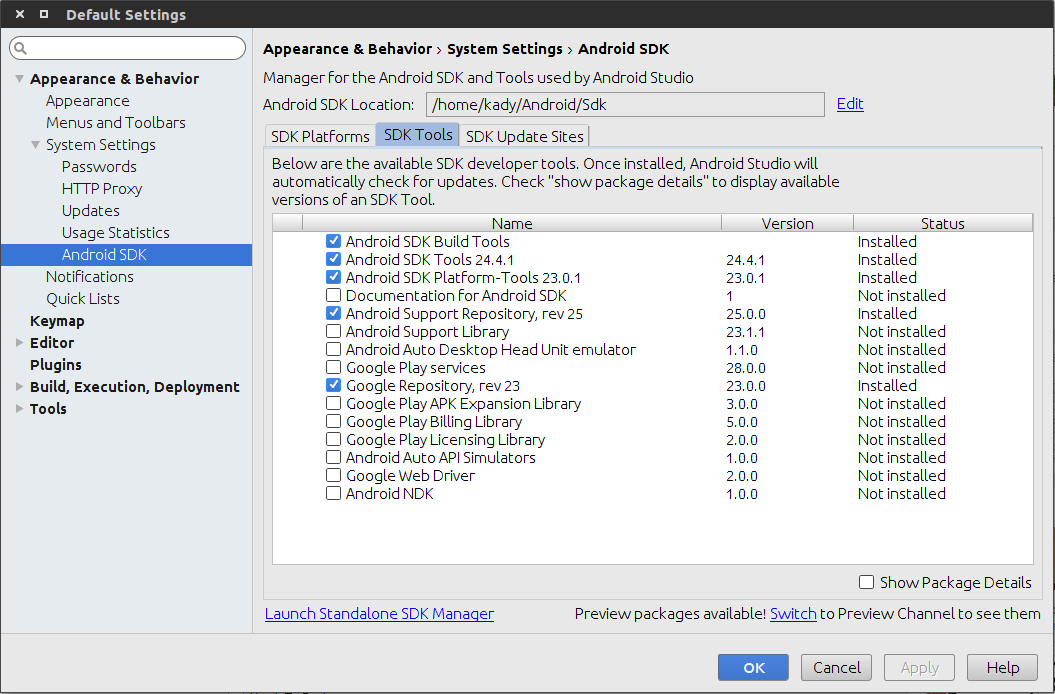 Default Settings
Appearance & Behavior
Appearance
Menus and Toolbars
System Settings
Passwords
HTTP Proxy
Updates
Usage Statistics
Android SDK
Notifications
Quick Lists
Keymap
Editor
Plugins
Build, Execution, Deployment
Tools
Appearance & Behavior › System Settings › Android SDK
Manager for the Android SDK and Tools used by Android Studio
Android SDK Location: /home/kady/Android/Sdk Edit
SDK Platforms SDK Tools SDK Update Sites
Below are the available SDK developer tools. Once installed, Android Studio will
automatically check for updates. Check "show package details" to display available
versions of an SDK Tool.
Name Version Status
Android SDK Build Tools Installed
Android SDK Tools 24.4.1 24.4.1 Installed
Android SDK Platform-Tools 23.0.1 23.0.1 Installed
Documentation for Android SDK 1 Not installed
Android Support Repository, rev 25 25.0.0 Installed
Android Support Library 23.1.1 Not installed
Android Auto Desktop Head Unit emulator 1.1.0 Not installed
Google Play services 28.0.0 Not installed
Google Repository, rev 23 23.0.0 Installed
Google Play APK Expansion Library 3.0.0 Not installed
Google Play Billing Library 5.0.0 Not installed
Google Play Licensing Library 2.0.0 Not installed
Android Auto API Simulators 1.0.0 Not installed
Google Web Driver 2.0.0 Not installed
Android NDK 1.0.0 Not installed
Show Package Details
Launch Standalone SDK Manager Preview packages available! Switch to Preview Channel to see them
OK Cancel Apply Help